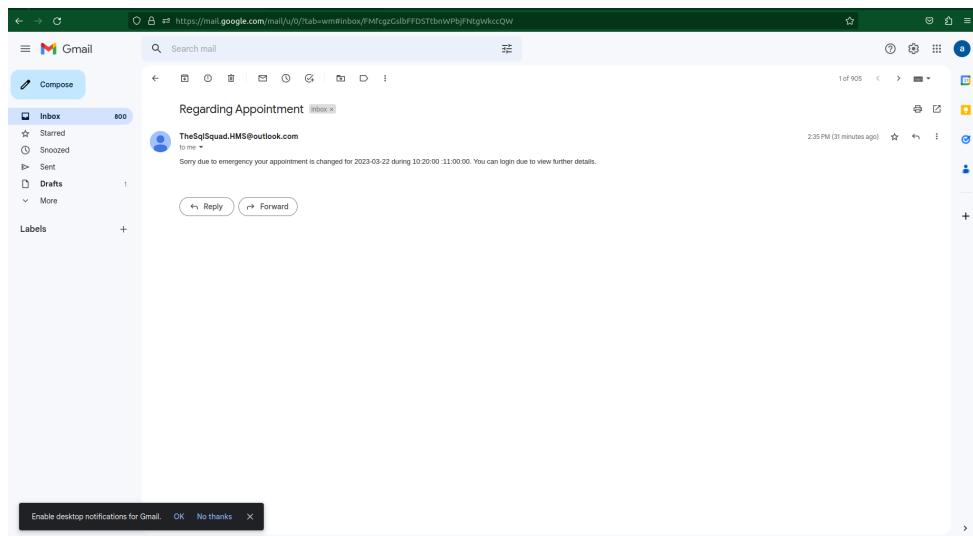 https://mail.google.com/mail/u/0/?tab=wm#inbox/FMfcgzGslbFFDSTtbnWPbjFNtgWkccQW
Gmail
Search mail
Compose
1 of 905
Inbox 800
Starred
Snoozed
Sent
Drafts 1
More
Labels
Regarding Appointment Inbox ×
TheSqlSquad.HMS@outlook.com
2:35 PM (31 minutes ago)
to me
Sorry due to emergency your appointment is changed for 2023-03-22 during 10:20:00 :11:00:00. You can login due to view further details.
Reply Forward
Enable desktop notifications for Gmail. OK No thanks
a